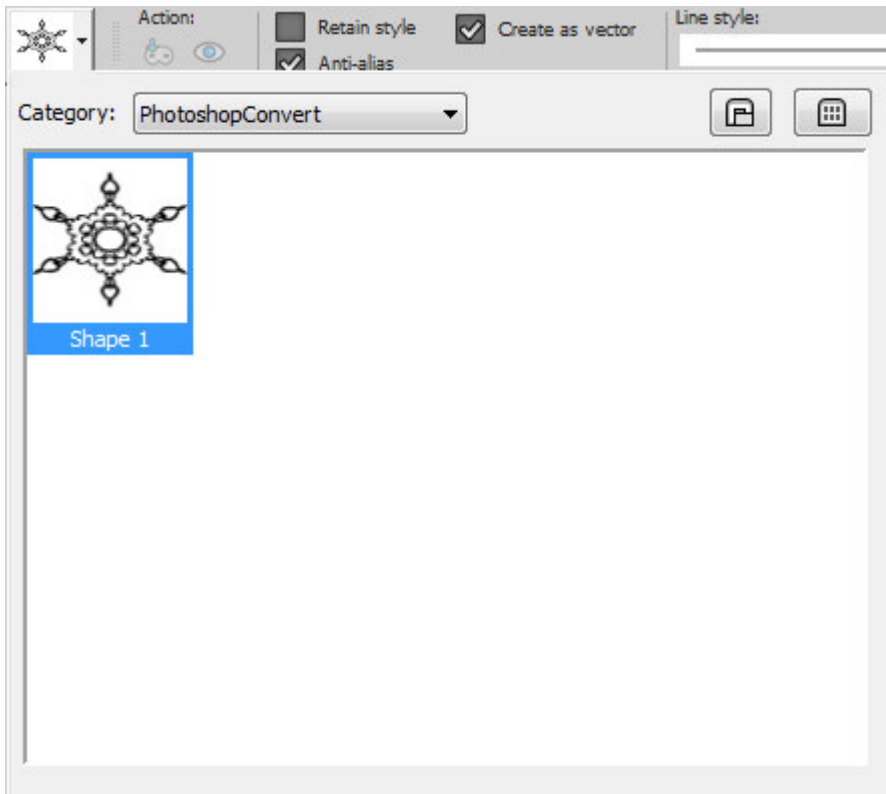 Action:
Retain style
Create as vector
Line style:
Anti-alias
Category:
PhotoshopConvert
Shape 1